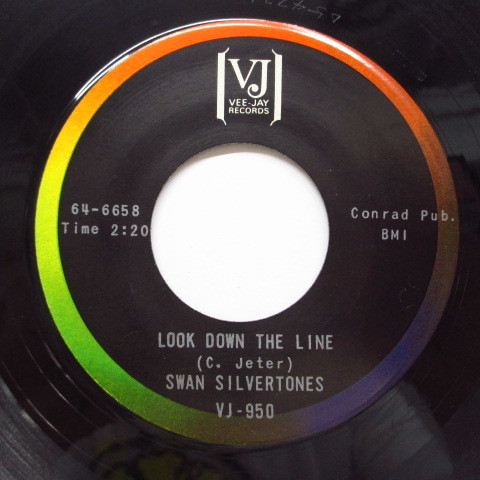 VJ
VEE-JAY
RECORDS
64-6658
Time 2:20
Conrad Pub.
BMI
LOOK DOWN THE LINE
(C. Jeter)
SWAN SILVERTONES
VJ-950